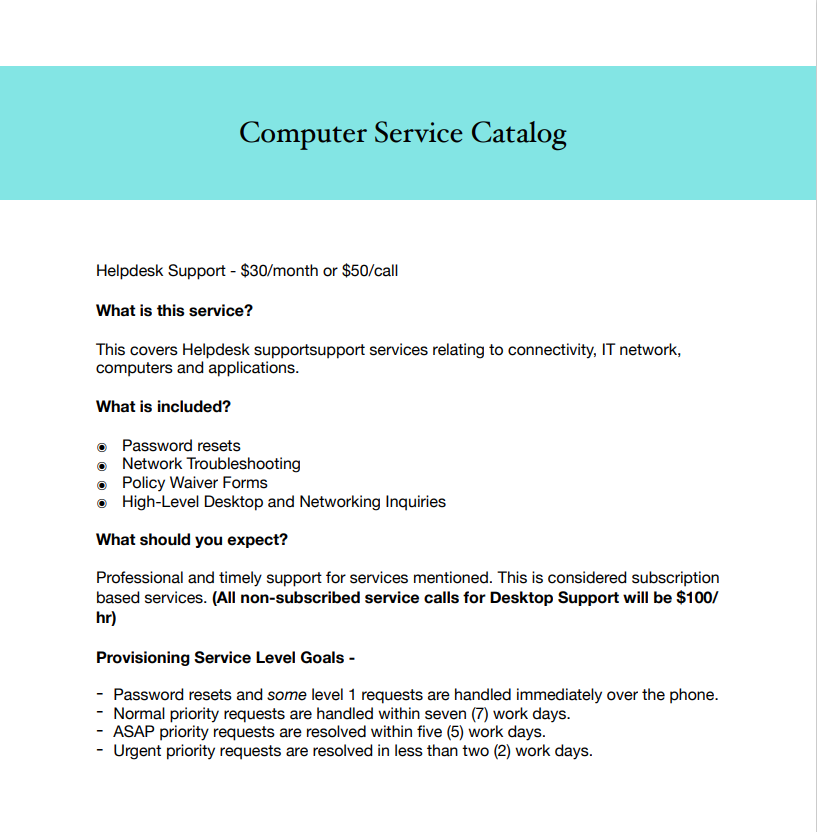 Computer Service Catalog
Helpdesk Support - $30/month or $50/call
What is this service?
This covers Helpdesk supportsupport services relating to connectivity, IT network,
computers and applications.
What is included?
◉ Password resets
◉ Network Troubleshooting
◉ Policy Waiver Forms
◉ High-Level Desktop and Networking Inquiries
What should you expect?
Professional and timely support for services mentioned. This is considered subscription
based services. (All non-subscribed service calls for Desktop Support will be $100/
hr)
Provisioning Service Level Goals -
- Password resets and some level 1 requests are handled immediately over the phone.
- Normal priority requests are handled within seven (7) work days.
- ASAP priority requests are resolved within five (5) work days.
- Urgent priority requests are resolved in less than two (2) work days.